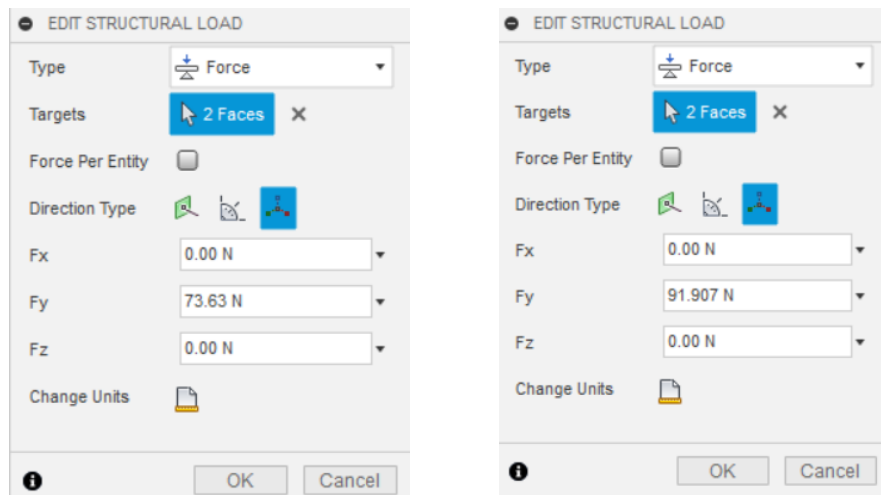 EDIT STRUCTURAL LOAD
Type Force
Targets 2 Faces
Force Per Entity
Direction Type
Fx 0.00 N
Fy 73.63 N
Fz 0.00 N
Change Units
OK Cancel
EDIT STRUCTURAL LOAD
Type Force
Targets 2 Faces
Force Per Entity
Direction Type
Fx 0.00 N
Fy 91.907 N
Fz 0.00 N
Change Units
OK Cancel